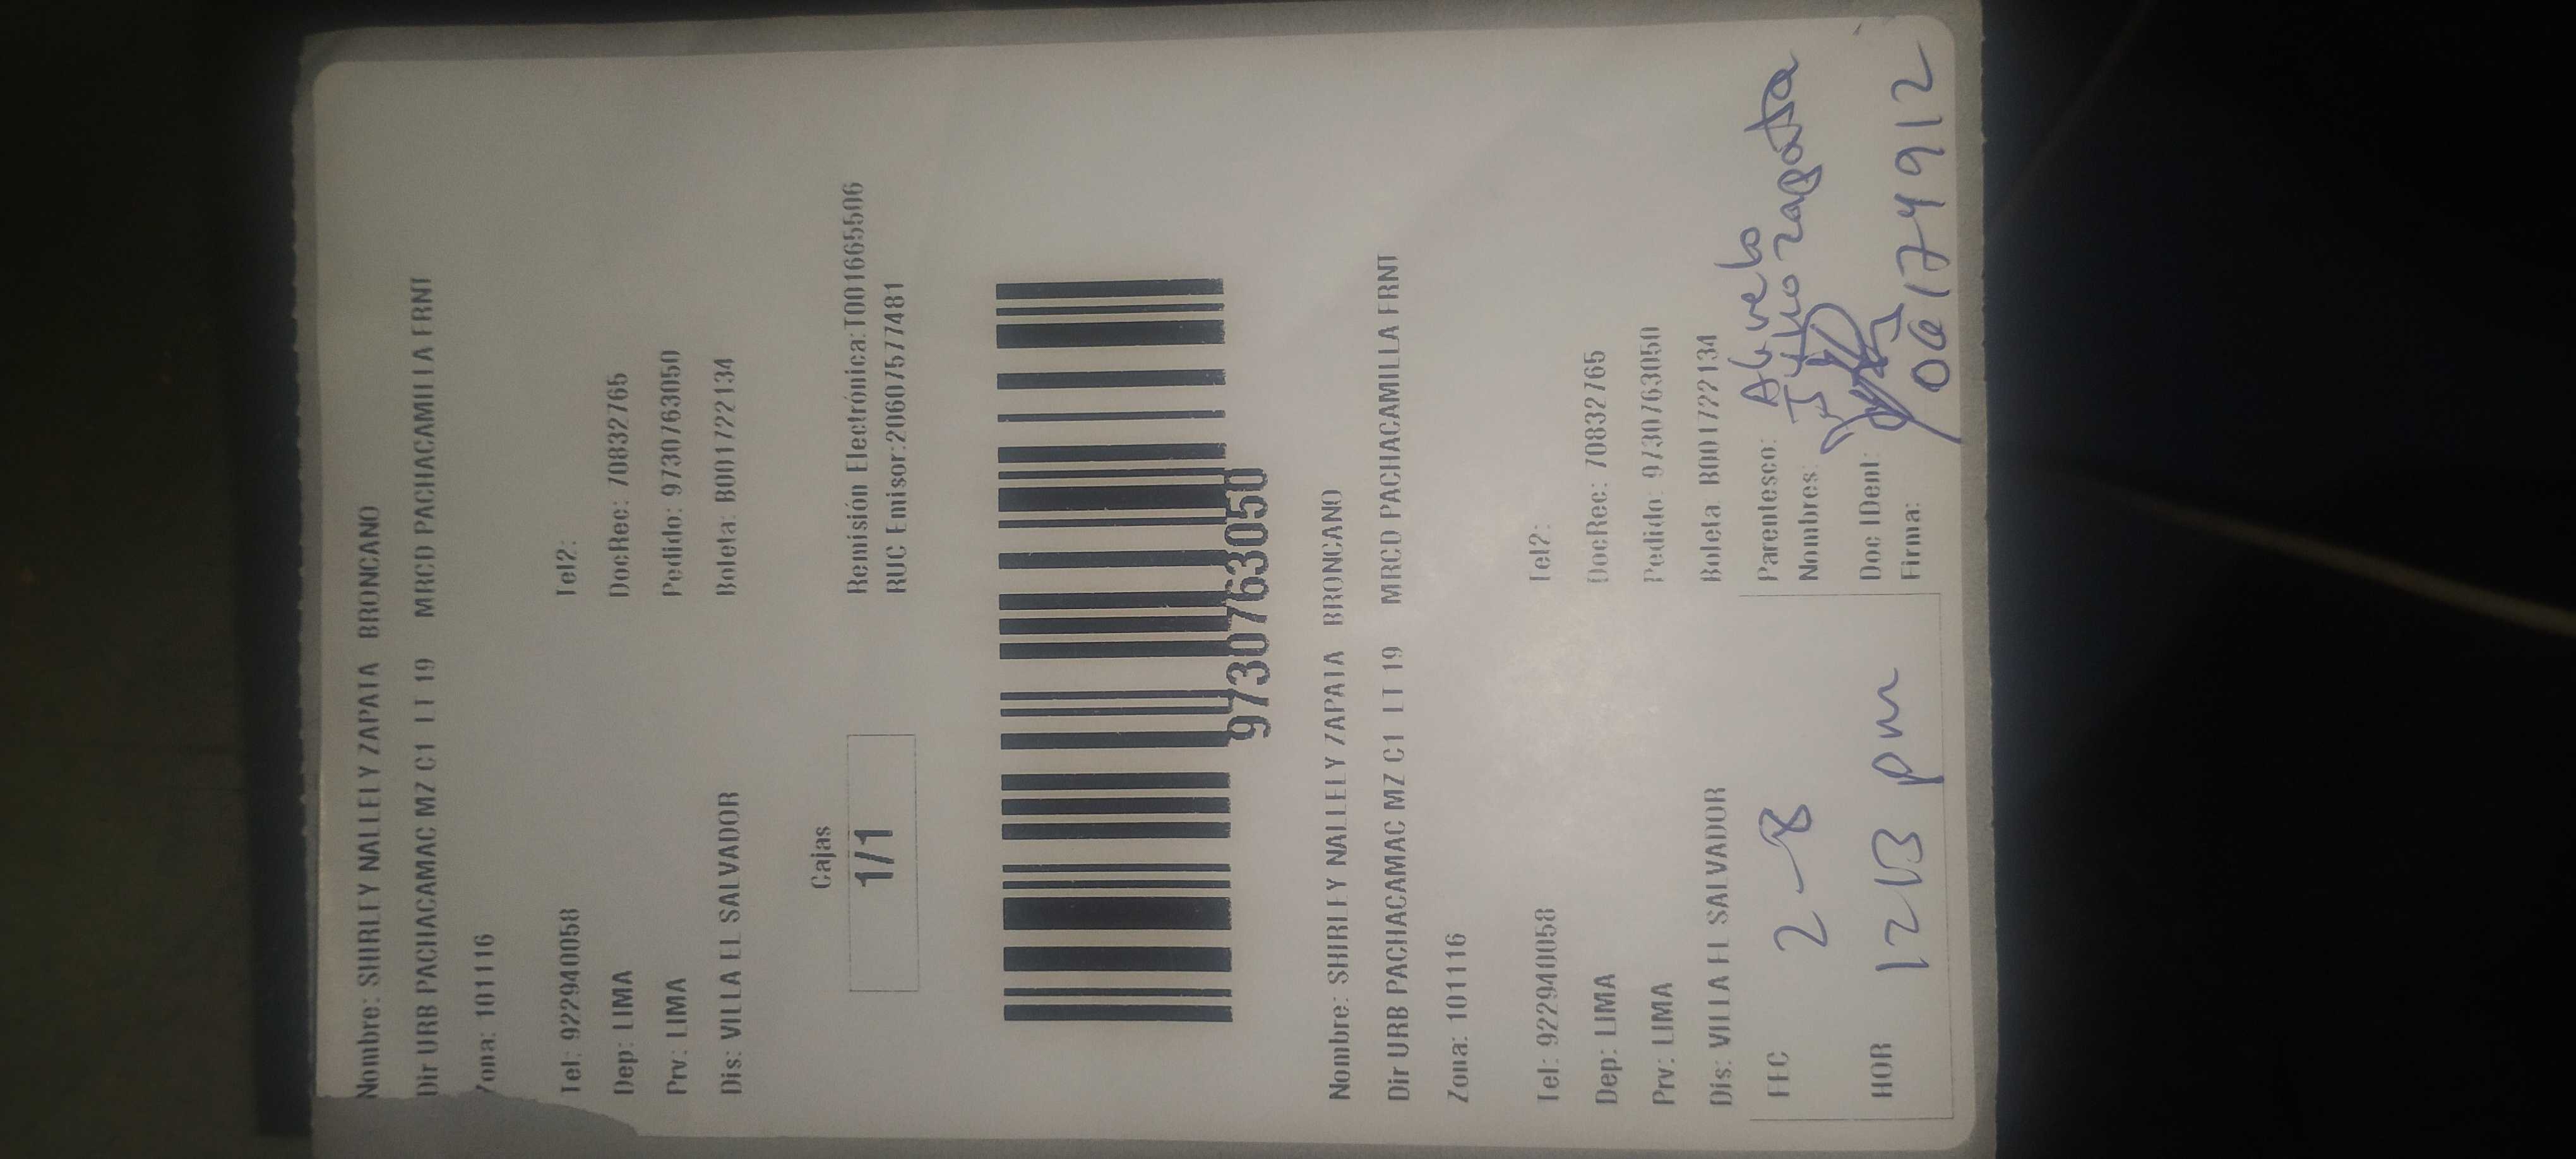 Nombre: SHIRLEY NALLELY ZAPATA BRONCANO
Dir URB PACHACAMAC MZ C1 LT 19 MRCD PACHACAMILLA FRNT
Zona: 101116
Tel: 922940058 Tel2:
Dep: LIMA DocRec: 70832765
Prv: LIMA Pedido: 9730763050
Dis: VILLA EL SALVADOR Boleta: B001722134
Cajas
1/1
Remisión Electrónica:T001665506
RUC Emisor:20607577481
9730763050
Nombre: SHIRLEY NALLELY ZAPATA BRONCANO
Dir URB PACHACAMAC MZ C1 LT 19 MRCD PACHACAMILLA FRNT
Zona: 101116
Tel: 922940058 Tel2:
Dep: LIMA DocRec: 70832765
Prv: LIMA Pedido: 9730763050
Dis: VILLA EL SALVADOR Boleta: B001722134
FEC 2-8 Parentesco: Abuelo
Nombres: Julio zapata
HOR pm Doc IDent: 06174912
Firma: